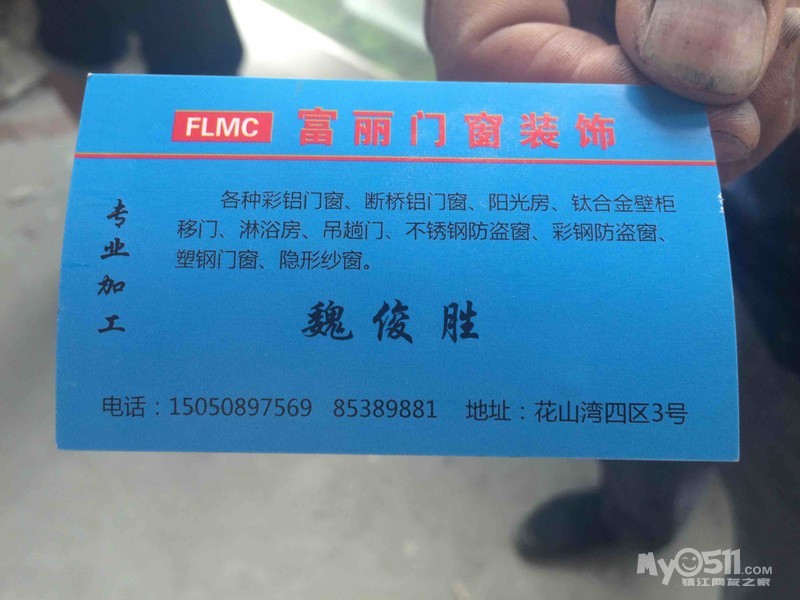 FLMC 富丽门窗装饰
专业加工
各种彩铝门窗、断桥铝门窗、阳光房、钛合金壁柜
移门、淋浴房、吊趟门、不锈钢防盗窗、彩钢防盗窗、
塑钢门窗、隐形纱窗。
魏俊胜
电话：15050897569 85389881 地址：花山湾四区3号
MyO511.COM
镇江网友之家